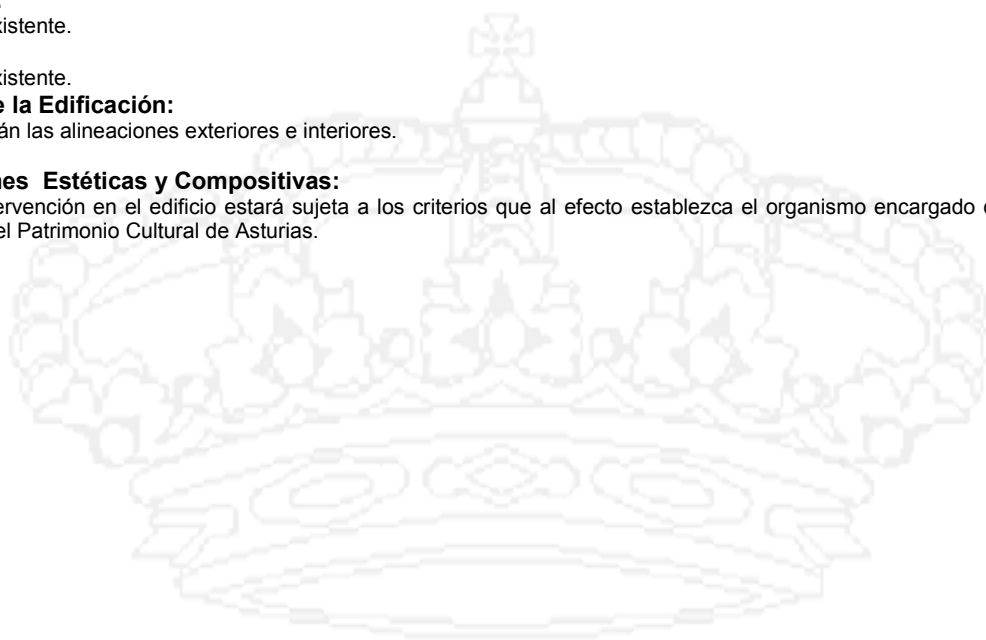 xistente.
xistente.
e la Edificación:
án las alineaciones exteriores e interiores.
nes Estéticas y Compositivas:
ervención en el edificio estará sujeta a los criterios que al efecto establezca el organismo encargado
el Patrimonio Cultural de Asturias.